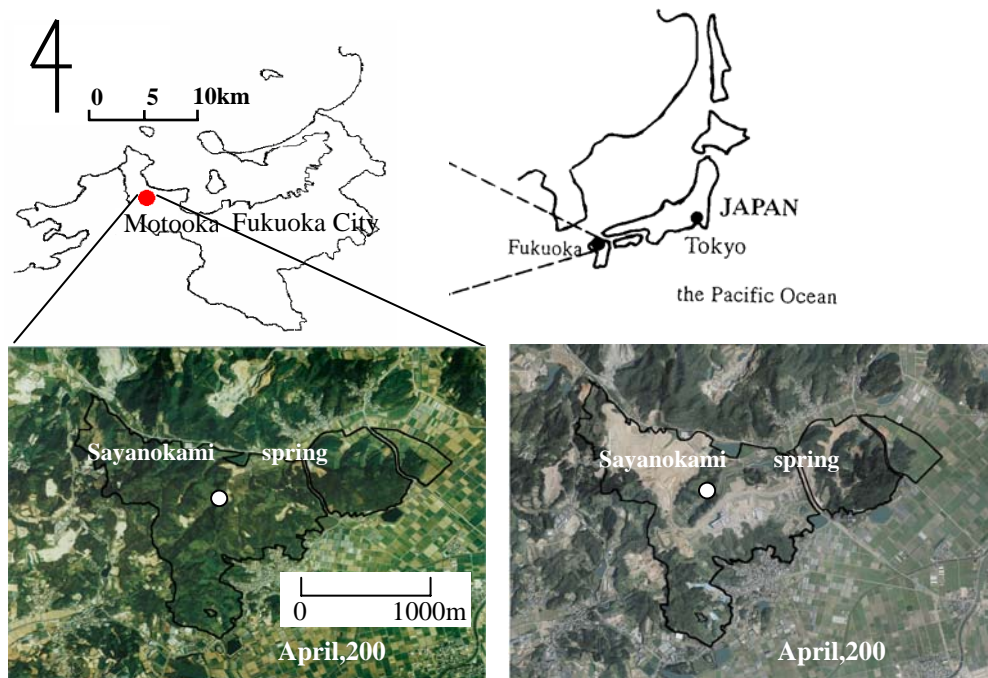 0 5 10km
Motooka Fukuoka City
JAPAN
Fukuoka
Tokyo
the Pacific Ocean
Sayanokami spring
0 1000m
April,200
Sayanokami spring
April,200